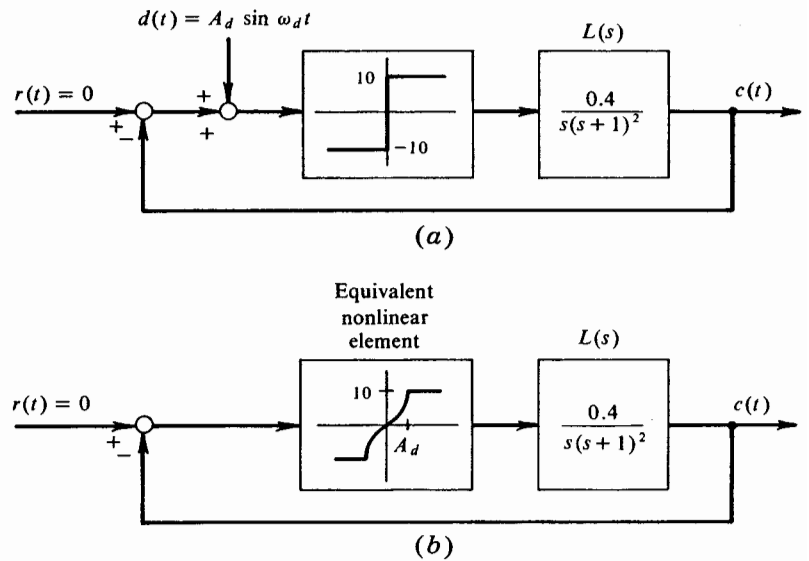 d(t) = A_d sin ω_d t
L(s)
r(t) = 0
+
−
+
+
10
−10
0.4
s(s + 1)²
c(t)
(a)
Equivalent
nonlinear
element
L(s)
r(t) = 0
+
−
10
A_d
0.4
s(s + 1)²
c(t)
(b)